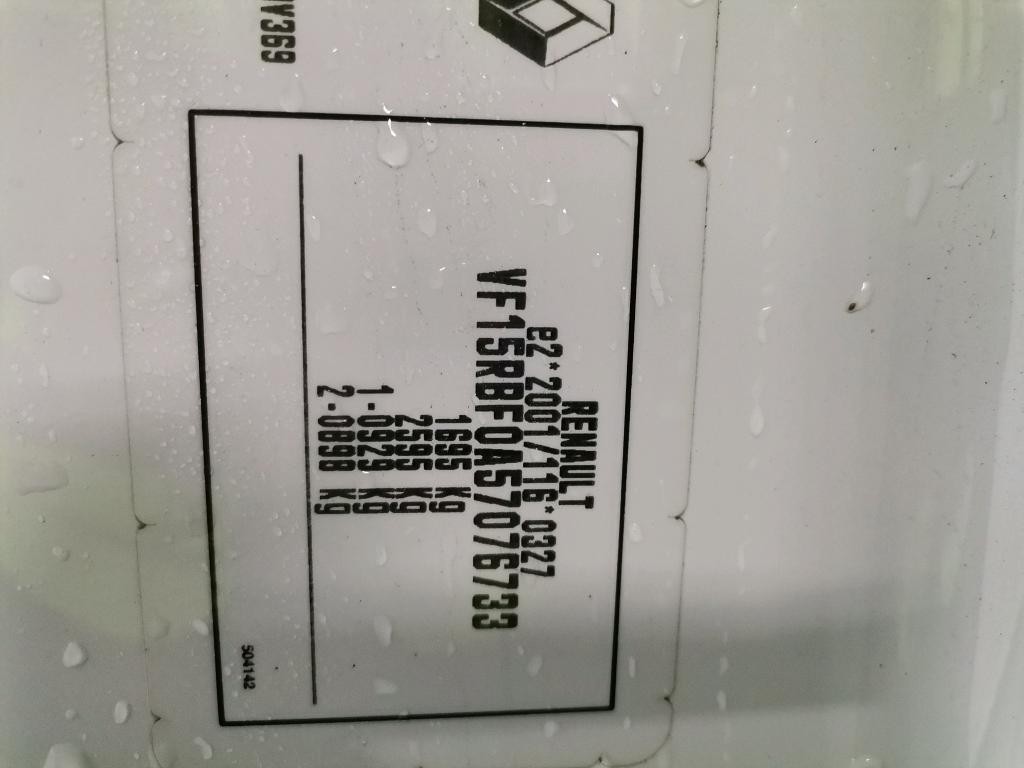 RENAULT
e2*2001/116*0327
VF15RBF0A57076733
1695 Kg
2595 Kg
1-0929 Kg
2-0898 Kg
504142